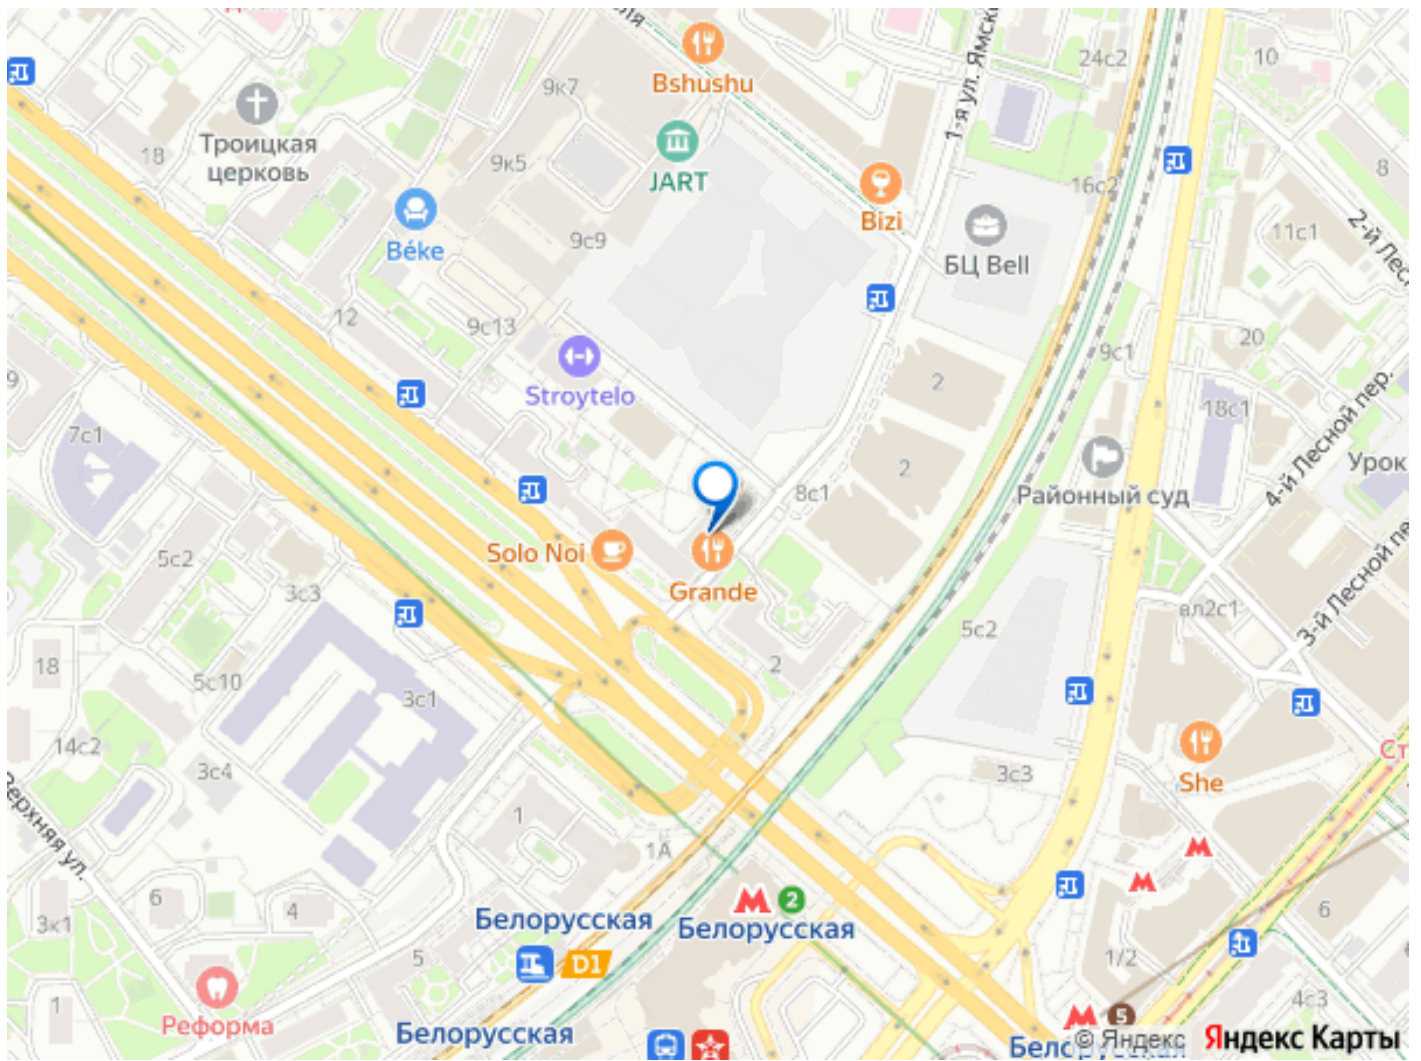 1-я ул. Ямск
24с2
10
Bshushu
9к7
Троицкая
церковь
18
9к5
JART
8
16с2
Bizi
2-й Лес
11с1
Béke
9с9
БЦ Bell
12
9с13
20
9с1
Stroytelo
2
18с1
4-й Лесной пер.
7с1
2
Урок
8с1
Районный суд
Solo Noi
5с2
Grande
3с3
вл2с1
3-й Лесной пе
5с2
18
2
5с10
3с1
14с2
3с4
3с3
She
Ст
Верхняя ул.
1
1А
6
4
3к1
2
Белорусская
Белорусская
6
5
D1
1/2
1
Реформа
4с3
5
Белорусская
Белорусская
© Яндекс Яндекс Карты